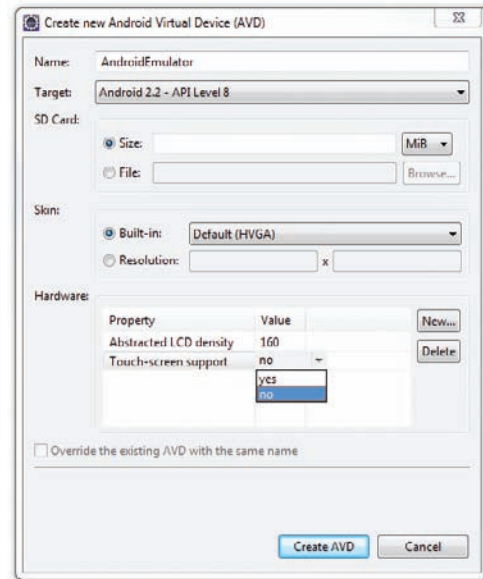 Create new Android Virtual Device (AVD)
Name: AndroidEmulator
Target: Android 2.2 - API Level 8
SD Card:
Size: MiB
File: Browse...
Skin:
Built-in: Default (HVGA)
Resolution: x
Hardware:
Property Value New...
Abstracted LCD density 160 Delete
Touch-screen support no
yes
no
Override the existing AVD with the same name
Create AVD Cancel